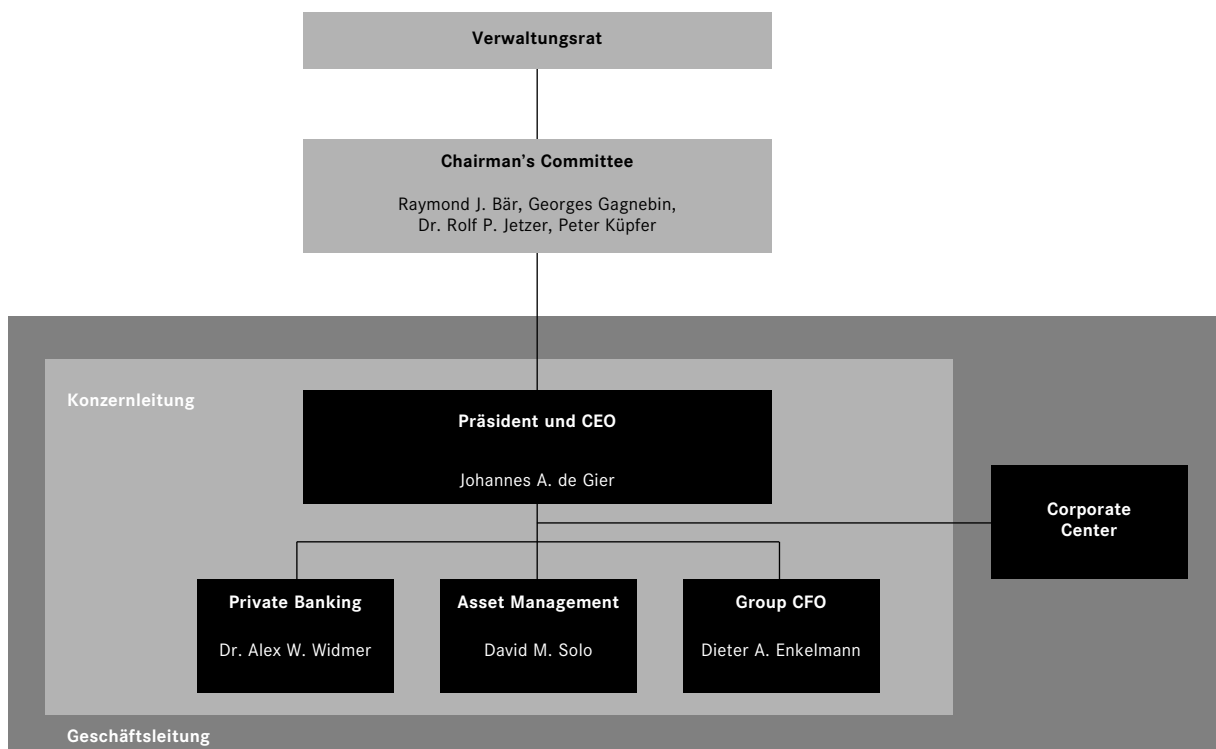 Verwaltungsrat
Chairman's Committee
Raymond J. Bär, Georges Gagnebin,
Dr. Rolf P. Jetzer, Peter Küpfer
Konzernleitung
Präsident und CEO
Johannes A. de Gier
Corporate
Center
Private Banking
Dr. Alex W. Widmer
Asset Management
David M. Solo
Group CFO
Dieter A. Enkelmann
Geschäftsleitung